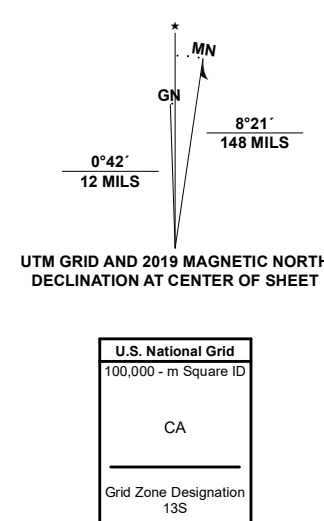 ★
MN
GN
8°21´
148 MILS
0°42´
12 MILS
UTM GRID AND 2019 MAGNETIC NORTH
DECLINATION AT CENTER OF SHEET
U.S. National Grid
100,000 - m Square ID
CA
Grid Zone Designation
13S